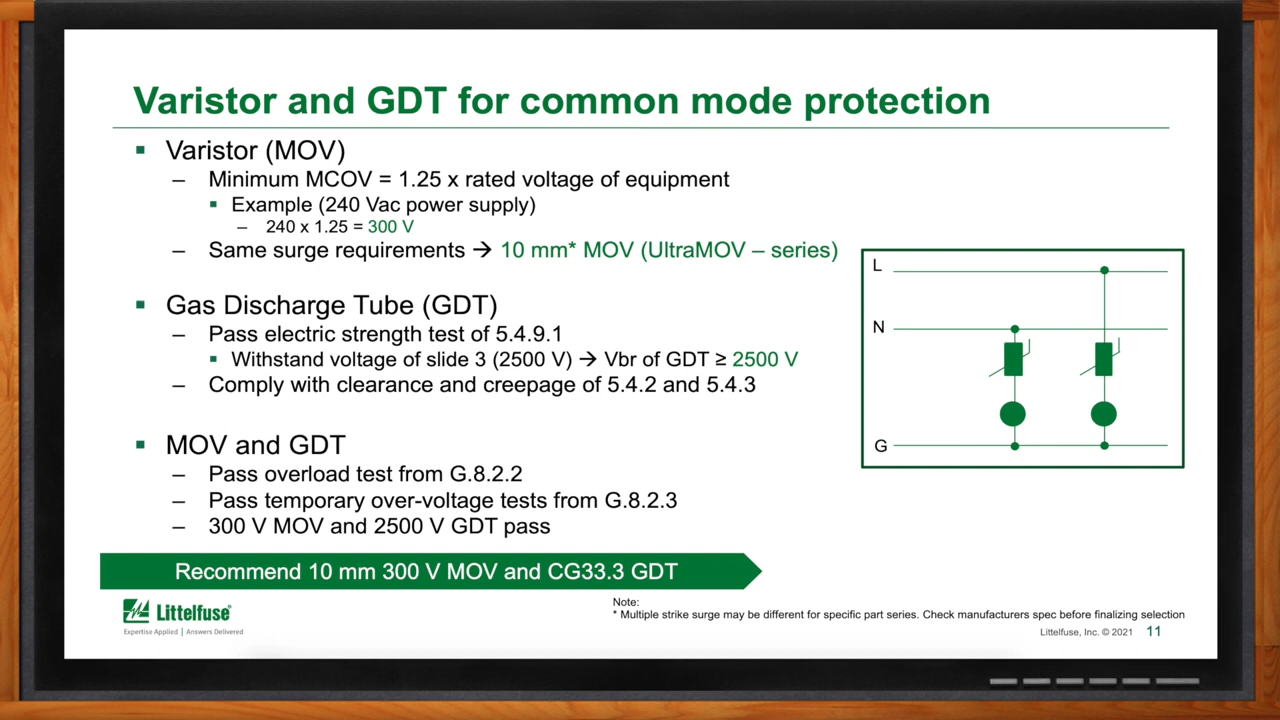 Varistor and GDT for common mode protection
▪ Varistor (MOV)
– Minimum MCOV = 1.25 x rated voltage of equipment
▪ Example (240 Vac power supply)
– 240 x 1.25 = 300 V
– Same surge requirements → 10 mm* MOV (UltraMOV – series)
▪ Gas Discharge Tube (GDT)
– Pass electric strength test of 5.4.9.1
▪ Withstand voltage of slide 3 (2500 V) → Vbr of GDT ≥ 2500 V
– Comply with clearance and creepage of 5.4.2 and 5.4.3
▪ MOV and GDT
– Pass overload test from G.8.2.2
– Pass temporary over-voltage tests from G.8.2.3
– 300 V MOV and 2500 V GDT pass
L
N
G
Recommend 10 mm 300 V MOV and CG33.3 GDT
Littelfuse®
Expertise Applied | Answers Delivered
Note:
* Multiple strike surge may be different for specific part series. Check manufacturers spec before finalizing selection
Littelfuse, Inc. © 2021 11